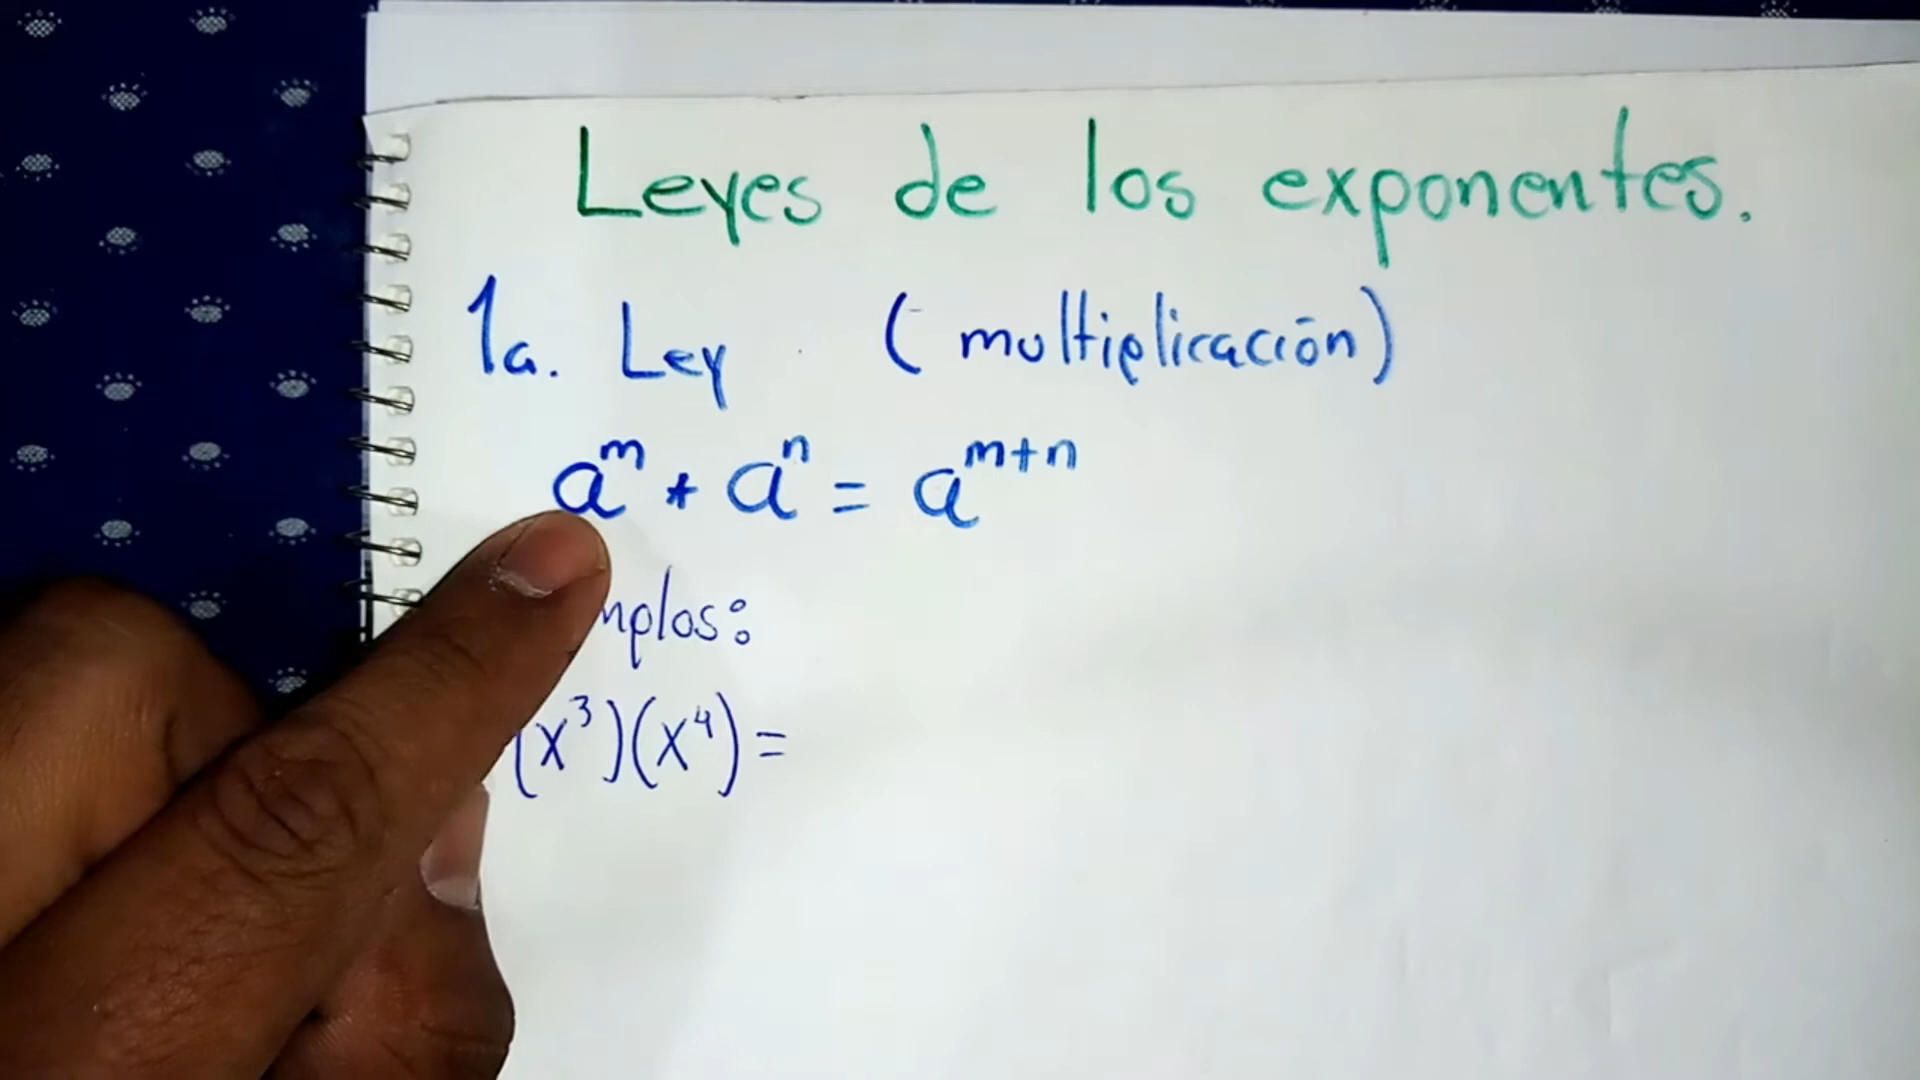 Leyes de los exponentes.
1a. Ley (multiplicación)
a^m * a^n = a^{m+n}
mplos:
(x^3)(x^4)=